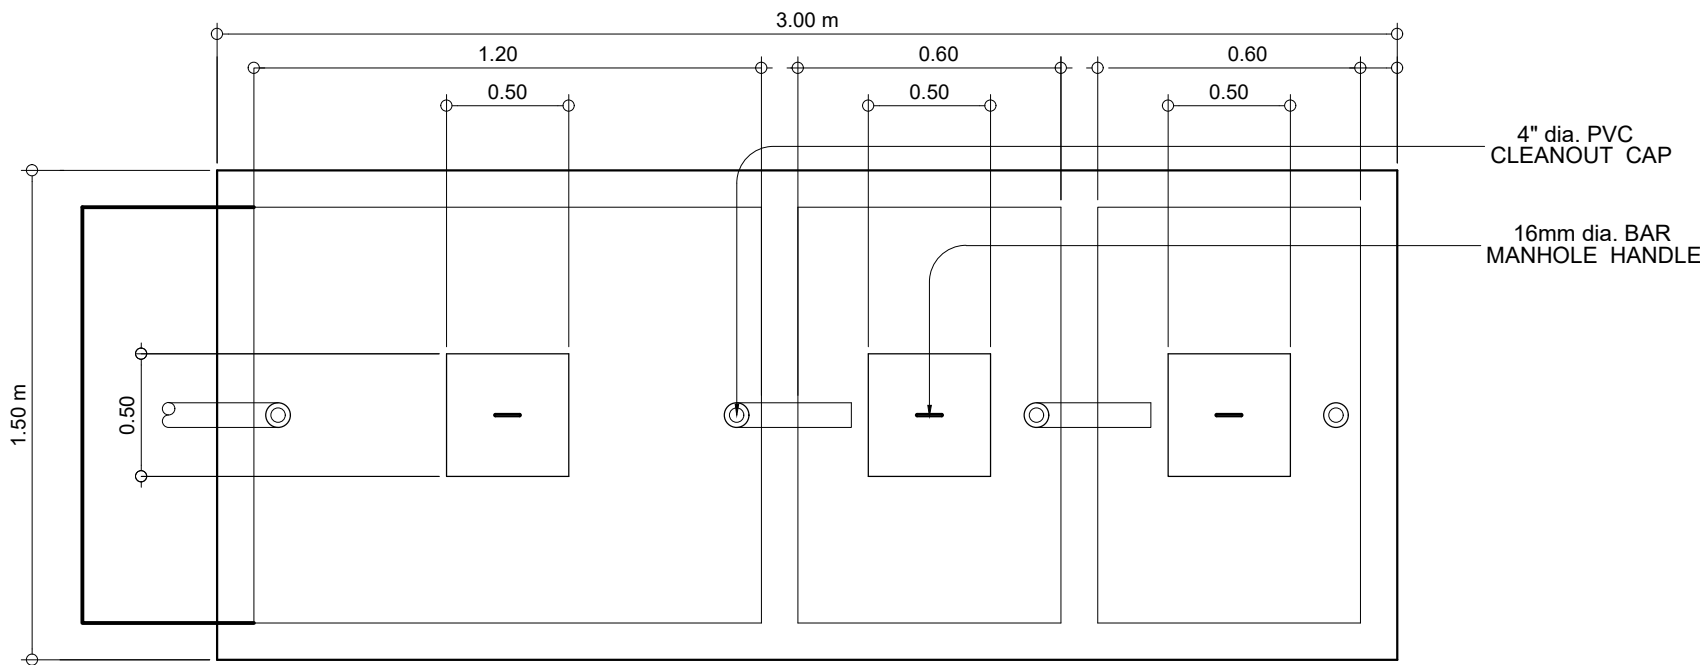 3.00 m
1.20
0.60
0.60
0.50
0.50
0.50
4" dia. PVC
CLEANOUT CAP
16mm dia. BAR
MANHOLE HANDLE
0.50
1.50 m